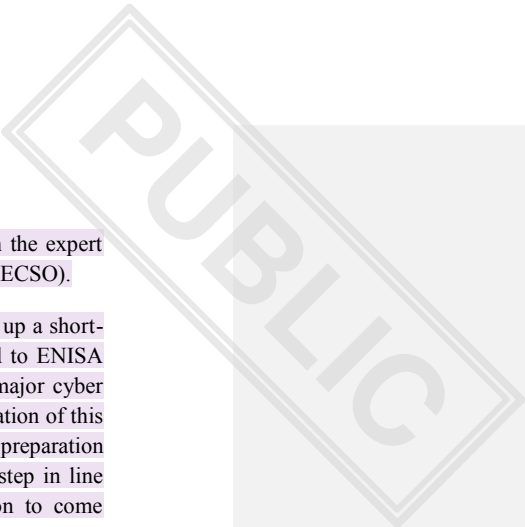 PUBLIC
the expert
ECSO).
up a short-
to ENISA
major cyber
ation of this
preparation
step in line
on to come